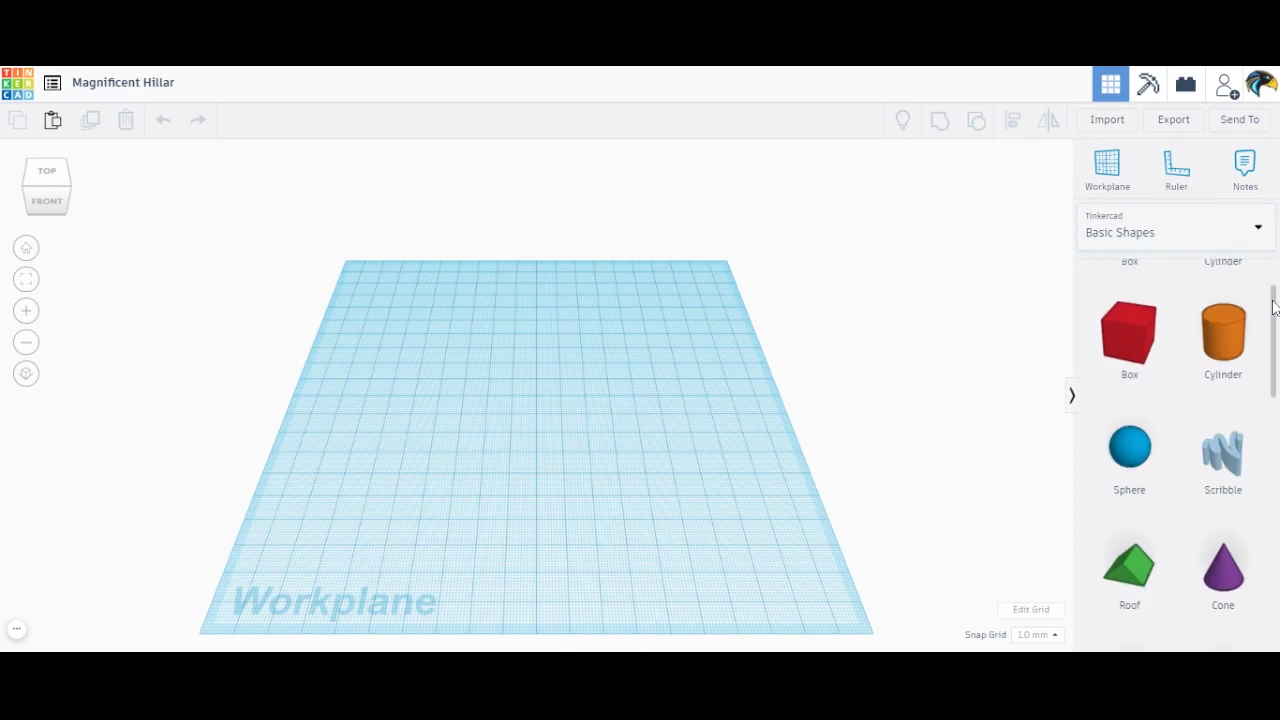 TIN
KER
CAD
Magnificent Hillar
Import
Export
Send To
TOP
FRONT
Workplane
Ruler
Notes
Tinkercad
Basic Shapes
Box
Cylinder
Box
Cylinder
Sphere
Scribble
Roof
Cone
Workplane
Edit Grid
Snap Grid
1.0 mm